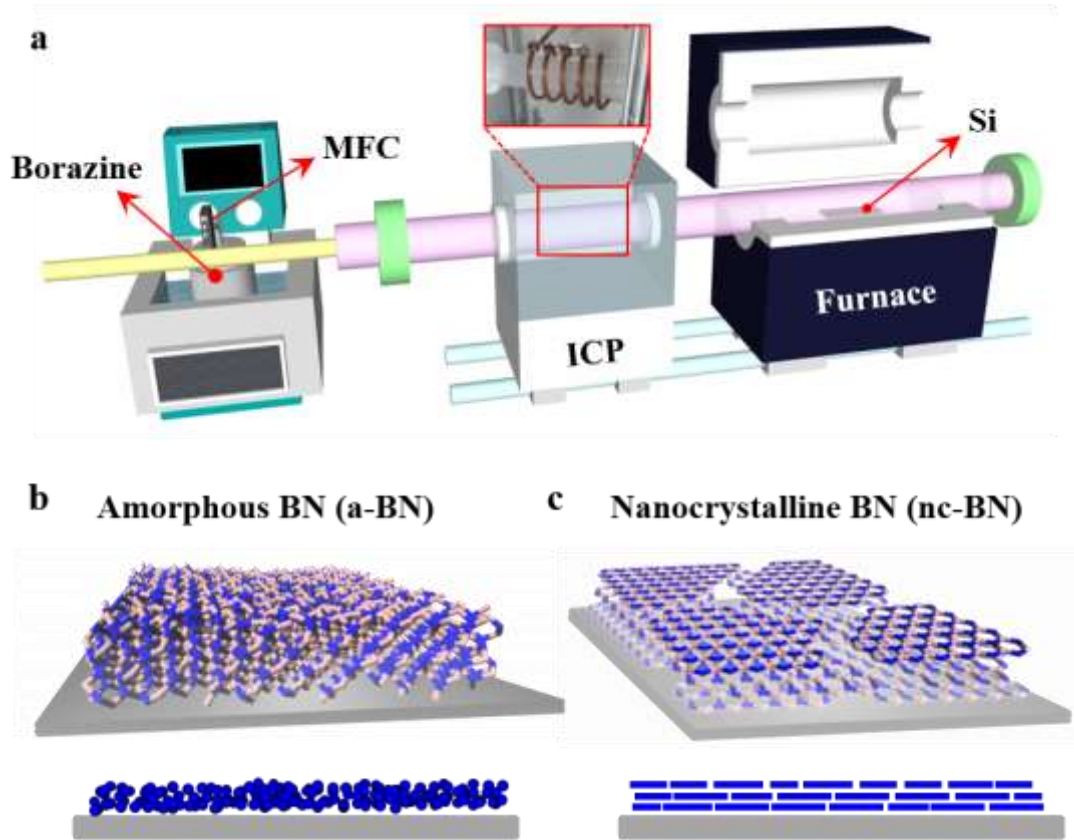 a
Borazine
MFC
Si
ICP
Furnace
b
Amorphous BN (a-BN)
c
Nanocrystalline BN (nc-BN)